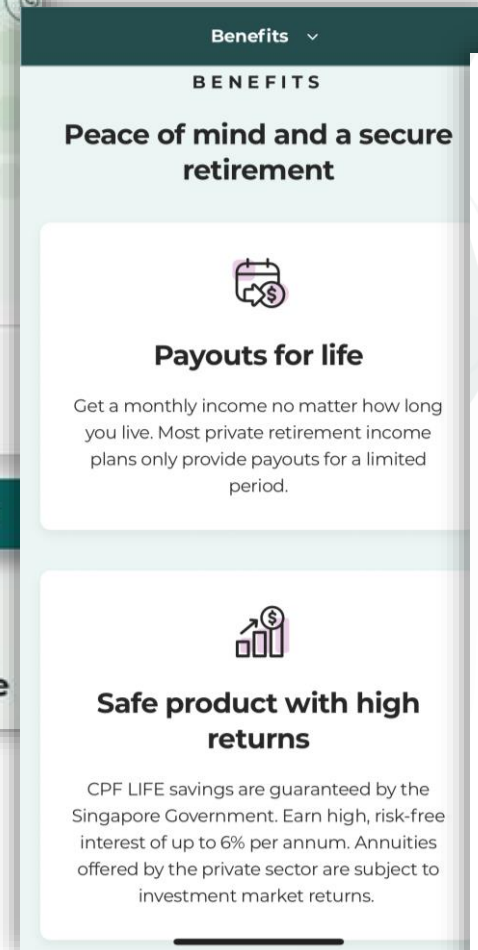 Benefits
BENEFITS
Peace of mind and a secure
retirement
Payouts for life
Get a monthly income no matter how long
you live. Most private retirement income
plans only provide payouts for a limited
period.
Safe product with high
returns
CPF LIFE savings are guaranteed by the
Singapore Government. Earn high, risk-free
interest of up to 6% per annum. Annuities
offered by the private sector are subject to
investment market returns.